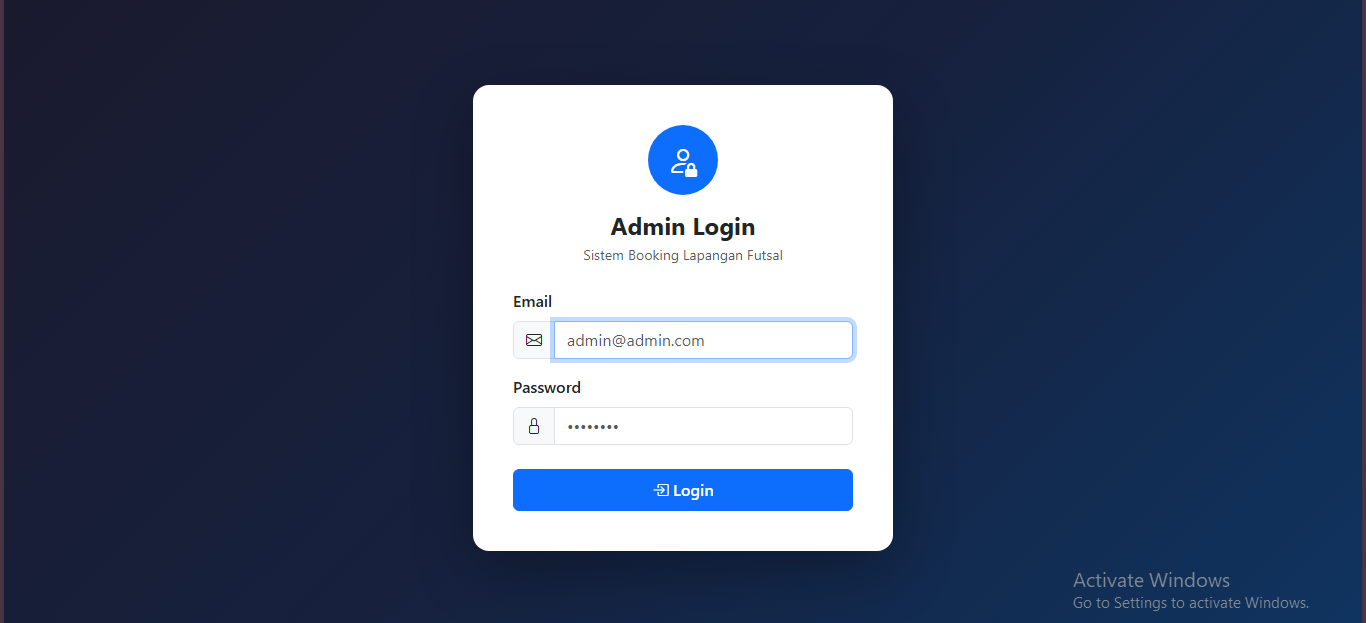 Admin Login
Sistem Booking Lapangan Futsal
Email
admin@admin.com
Password
••••••••
Login
Activate Windows
Go to Settings to activate Windows.